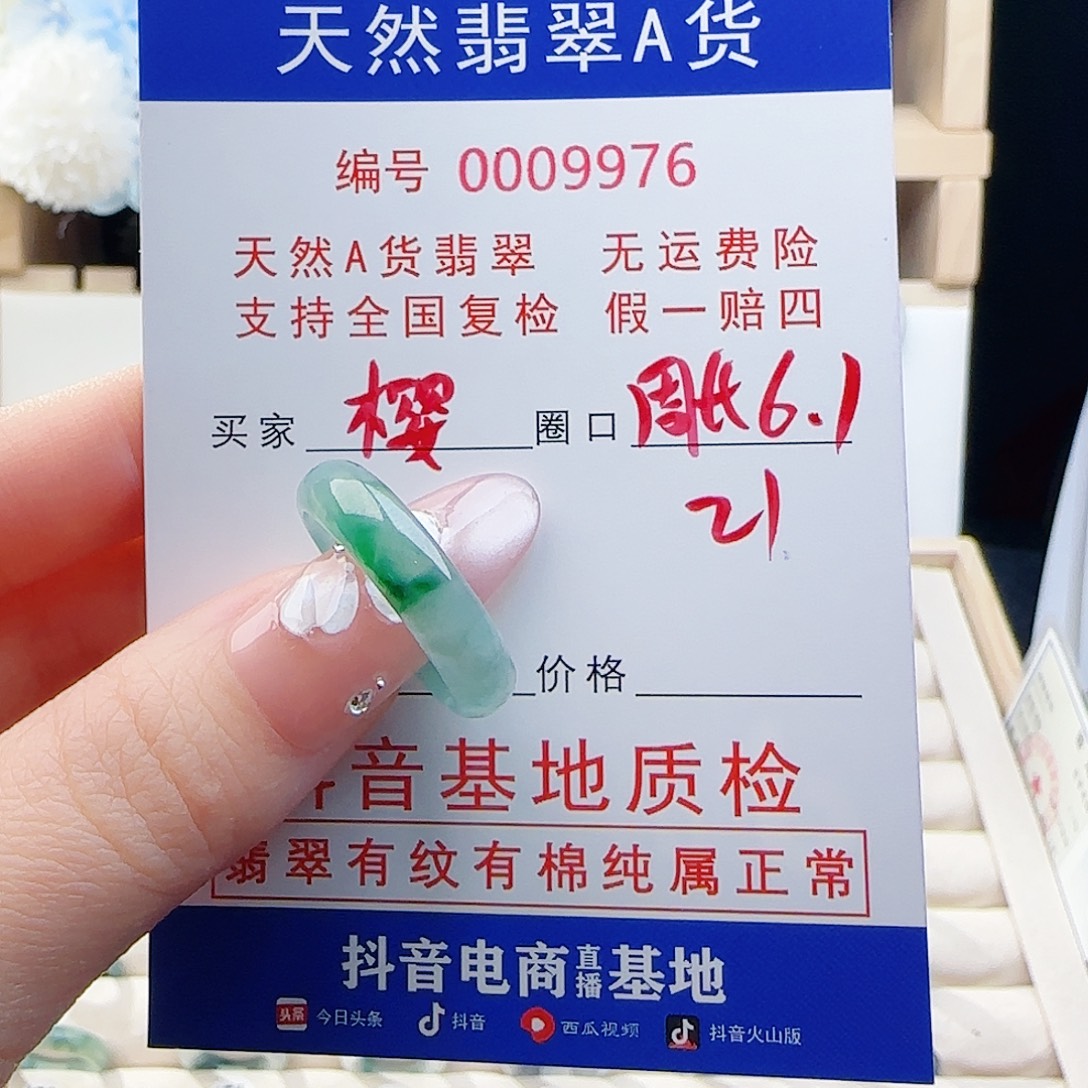 天然翡翠A货
编号 0009976
天然A货翡翠 无运费险
支持全国复检 假一赔四
买家 樱 圈口 6.1
21
价格
音基地质检
翡翠有纹有棉纯属正常
抖音电商直播基地
头条 今日头条 抖音 西瓜视频 抖音火山版